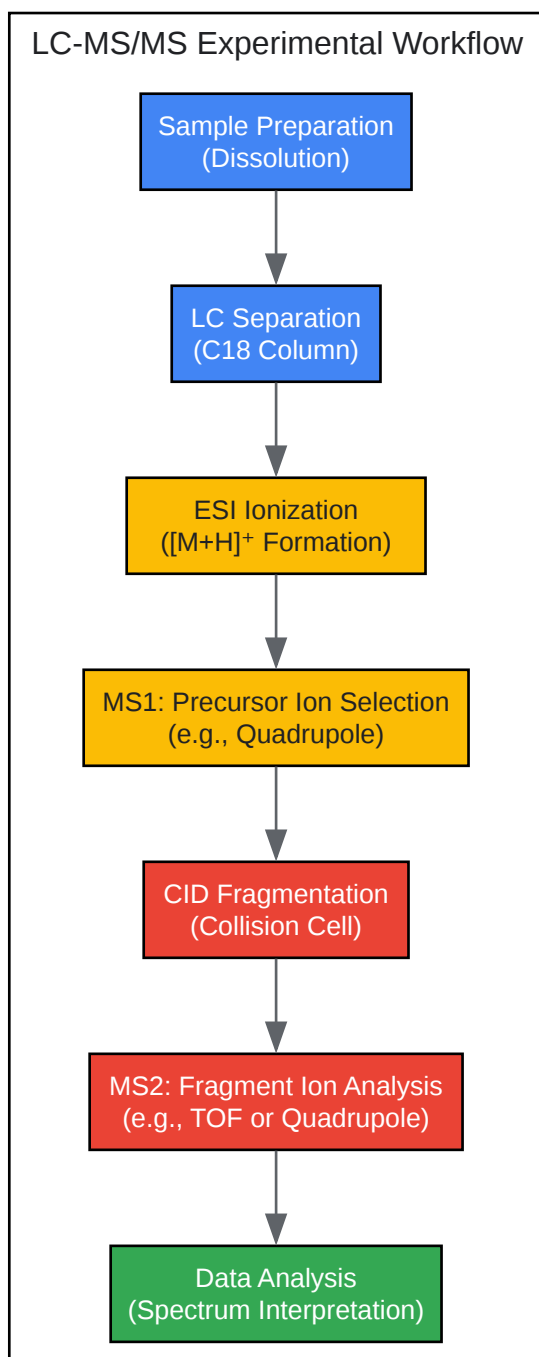 LC-MS/MS Experimental Workflow
Sample Preparation
(Dissolution)
LC Separation
(C18 Column)
ESI Ionization
([M+H]⁺ Formation)
MS1: Precursor Ion Selection
(e.g., Quadrupole)
CID Fragmentation
(Collision Cell)
MS2: Fragment Ion Analysis
(e.g., TOF or Quadrupole)
Data Analysis
(Spectrum Interpretation)